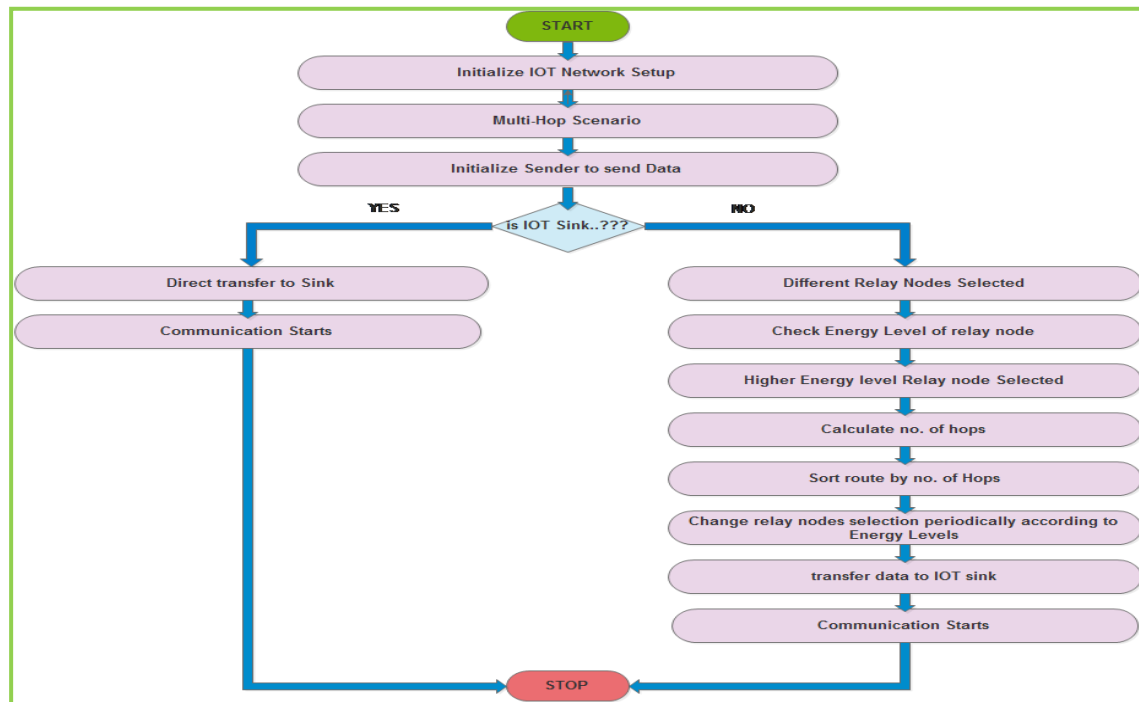 START
Initialize IOT Network Setup
Multi-Hop Scenario
Initialize Sender to send Data
YES
is IOT Sink..???
NO
Direct transfer to Sink
Communication Starts
Different Relay Nodes Selected
Check Energy Level of relay node
Higher Energy level Relay node Selected
Calculate no. of hops
Sort route by no. of Hops
Change relay nodes selection periodically according to
Energy Levels
transfer data to IOT sink
Communication Starts
STOP